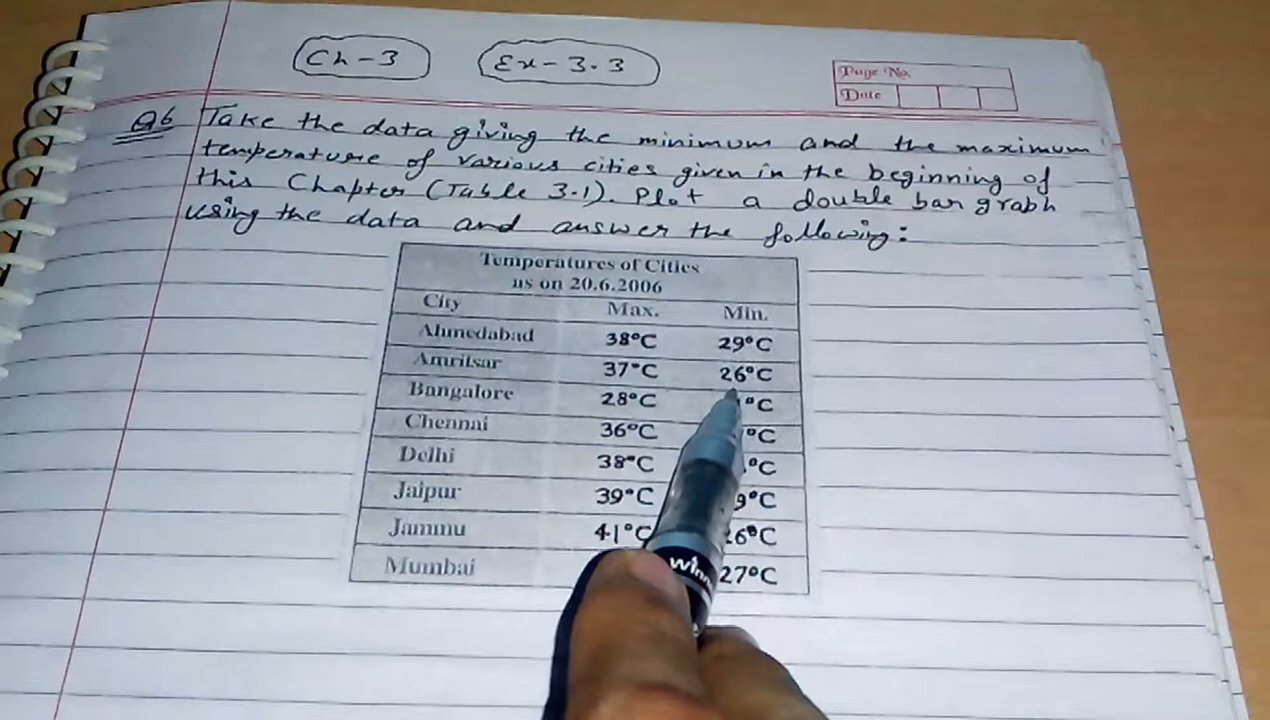 Ch-3 Ex-3.3
Page No.
Date
Q6 Take the data giving the minimum and the maximum
temperature of various cities given in the beginning of
this Chapter (Table 3.1). Plot a double bar graph
using the data and answer the following:
Temperatures of Cities
as on 20.6.2006
City Max. Min.
Ahmedabad 38°C 29°C
Amritsar 37°C 26°C
Bangalore 28°C °C
Chennai 36°C °C
Delhi 38°C °C
Jaipur 39°C 9°C
Jammu 41°C 6°C
Mumbai 27°C